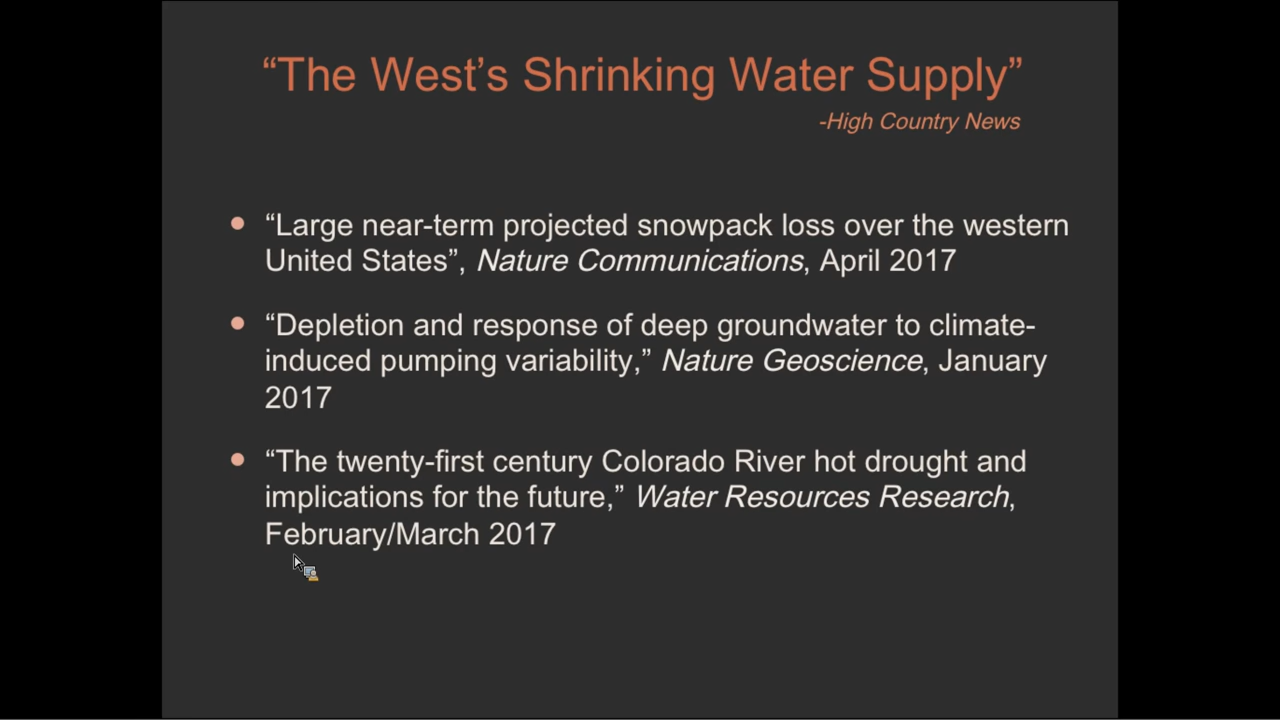 “The West’s Shrinking Water Supply”
-High Country News
“Large near-term projected snowpack loss over the western
United States”, Nature Communications, April 2017
“Depletion and response of deep groundwater to climate-
induced pumping variability,” Nature Geoscience, January
2017
“The twenty-first century Colorado River hot drought and
implications for the future,” Water Resources Research,
February/March 2017